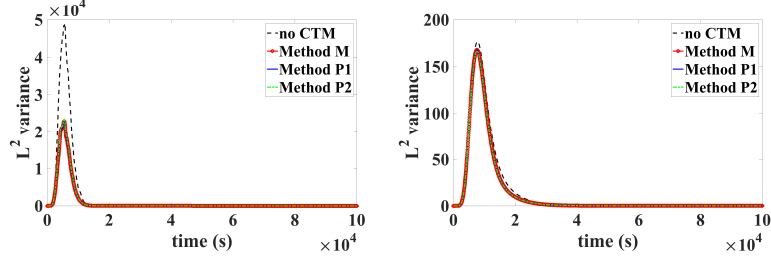 5 ×10⁴
4
3
2
1
0
L² variance
0 2 4 6 8 10
time (s)
×10⁴
no CTM
Method M
Method P1
Method P2
200
150
100
50
0
L² variance
0 2 4 6 8 10
time (s)
×10⁴
no CTM
Method M
Method P1
Method P2